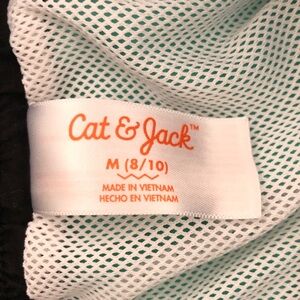 Cat & Jack™
M (8/10)
MADE IN VIETNAM
HECHO EN VIETNAM